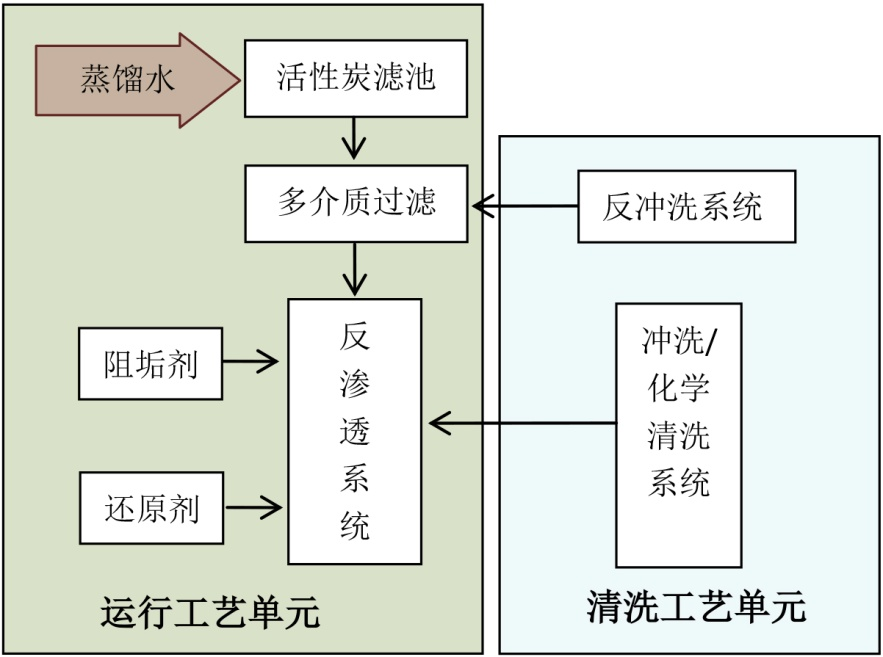 蒸馏水
活性炭滤池
多介质过滤
反冲洗系统
阻垢剂
还原剂
反
渗
透
系
统
冲洗/
化学
清洗
系统
运行工艺单元
清洗工艺单元